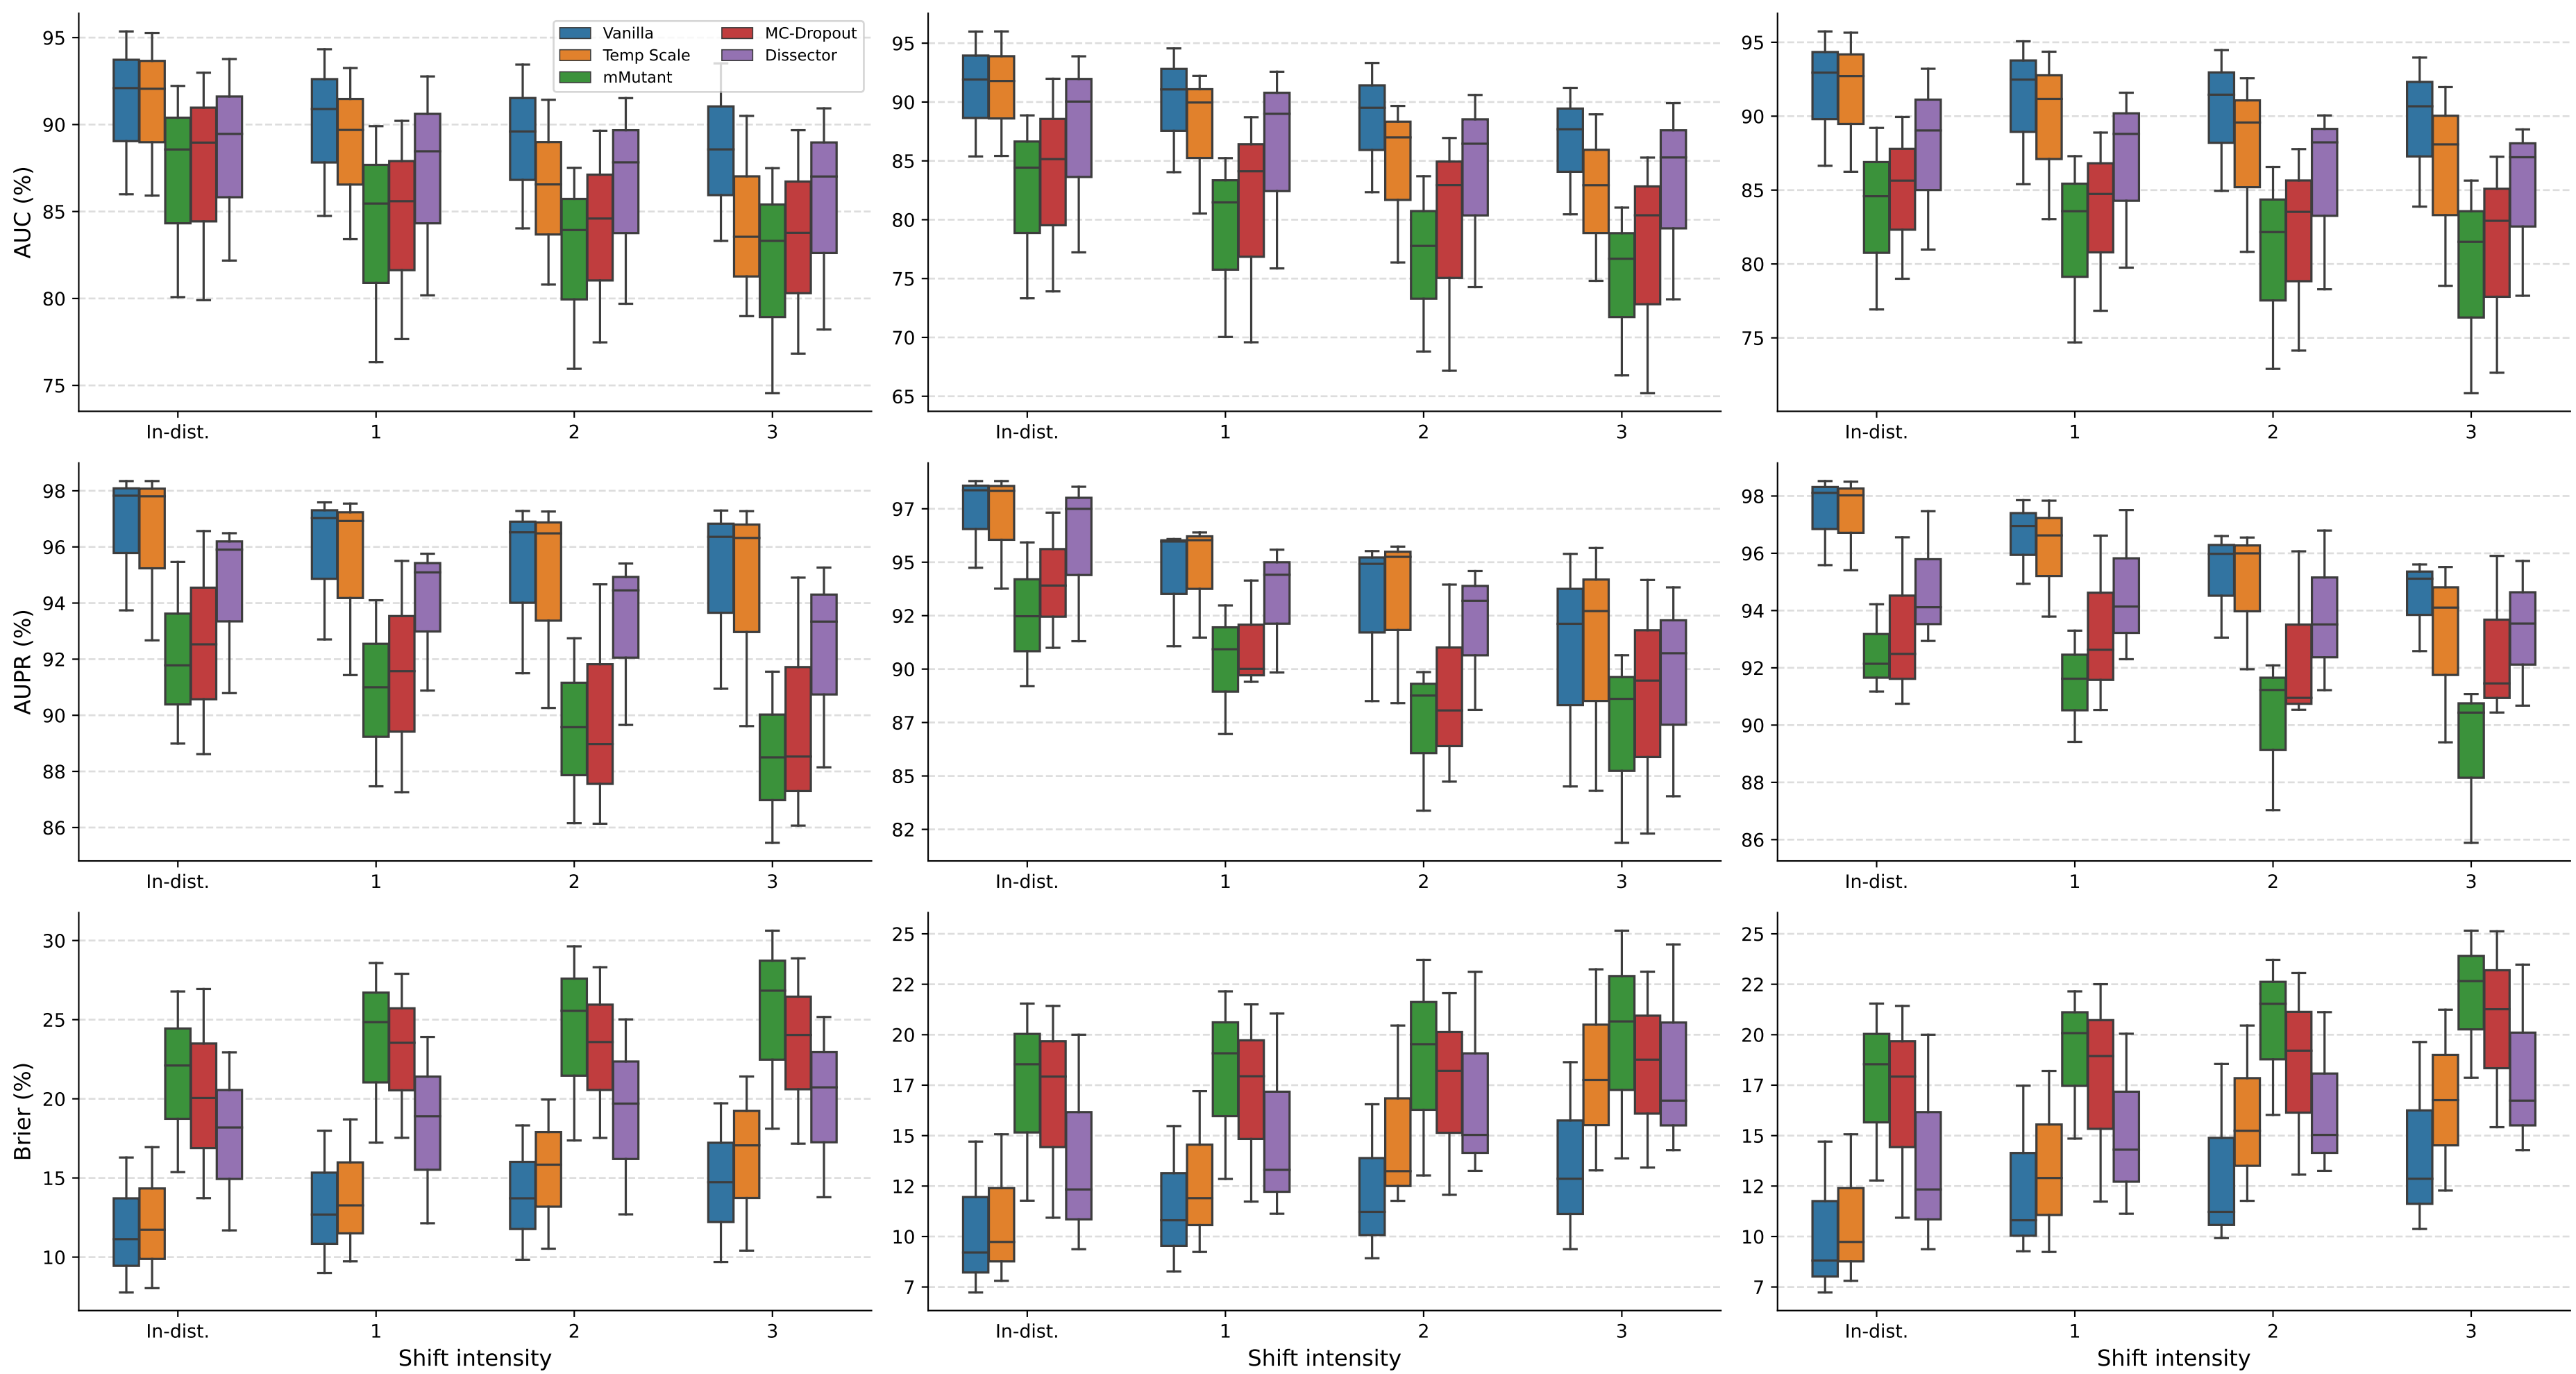 Vanilla
Temp Scale
mMutant
MC-Dropout
Dissector
AUC (%)
95
90
85
80
75
In-dist. 1 2 3
95
90
85
80
75
70
65
In-dist. 1 2 3
95
90
85
80
75
In-dist. 1 2 3
AUPR (%)
98
96
94
92
90
88
86
In-dist. 1 2 3
97
95
92
90
87
85
82
In-dist. 1 2 3
98
96
94
92
90
88
86
In-dist. 1 2 3
Brier (%)
30
25
20
15
10
In-dist. 1 2 3
Shift intensity
25
22
20
17
15
12
10
7
In-dist. 1 2 3
Shift intensity
25
22
20
17
15
12
10
7
In-dist. 1 2 3
Shift intensity